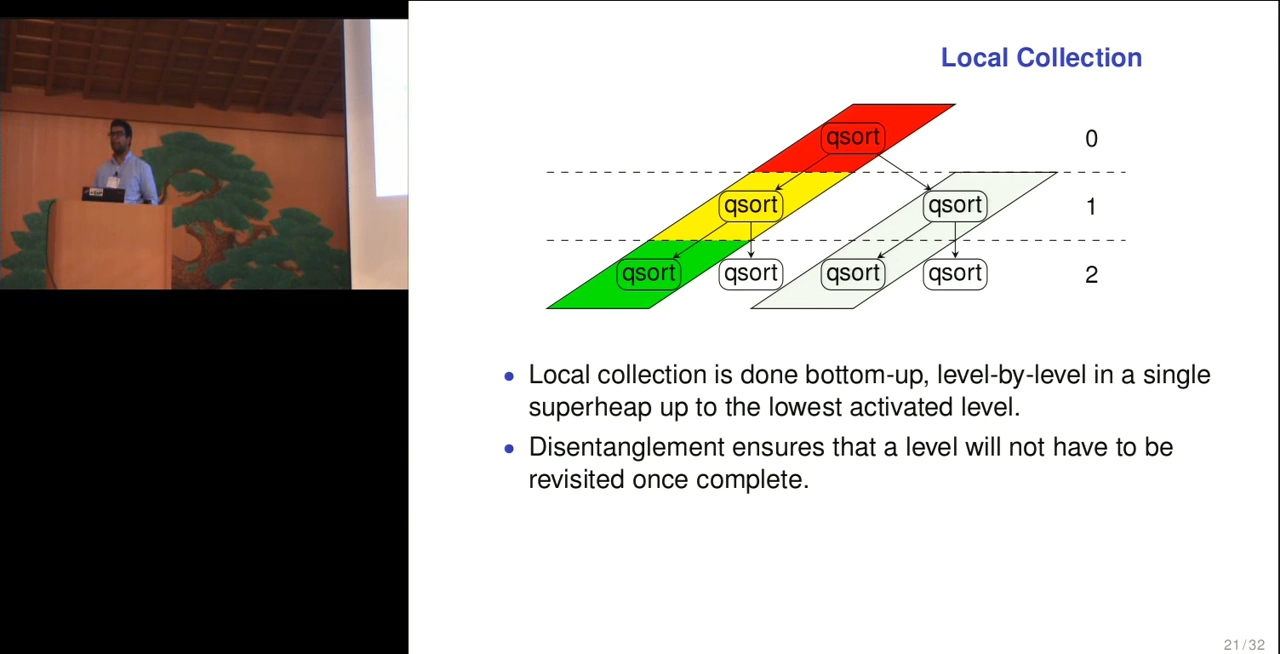 Local Collection
qsort
0
qsort
qsort
1
qsort
qsort
qsort
qsort
2
• Local collection is done bottom-up, level-by-level in a single
superheap up to the lowest activated level.
• Disentanglement ensures that a level will not have to be
revisited once complete.
21/32